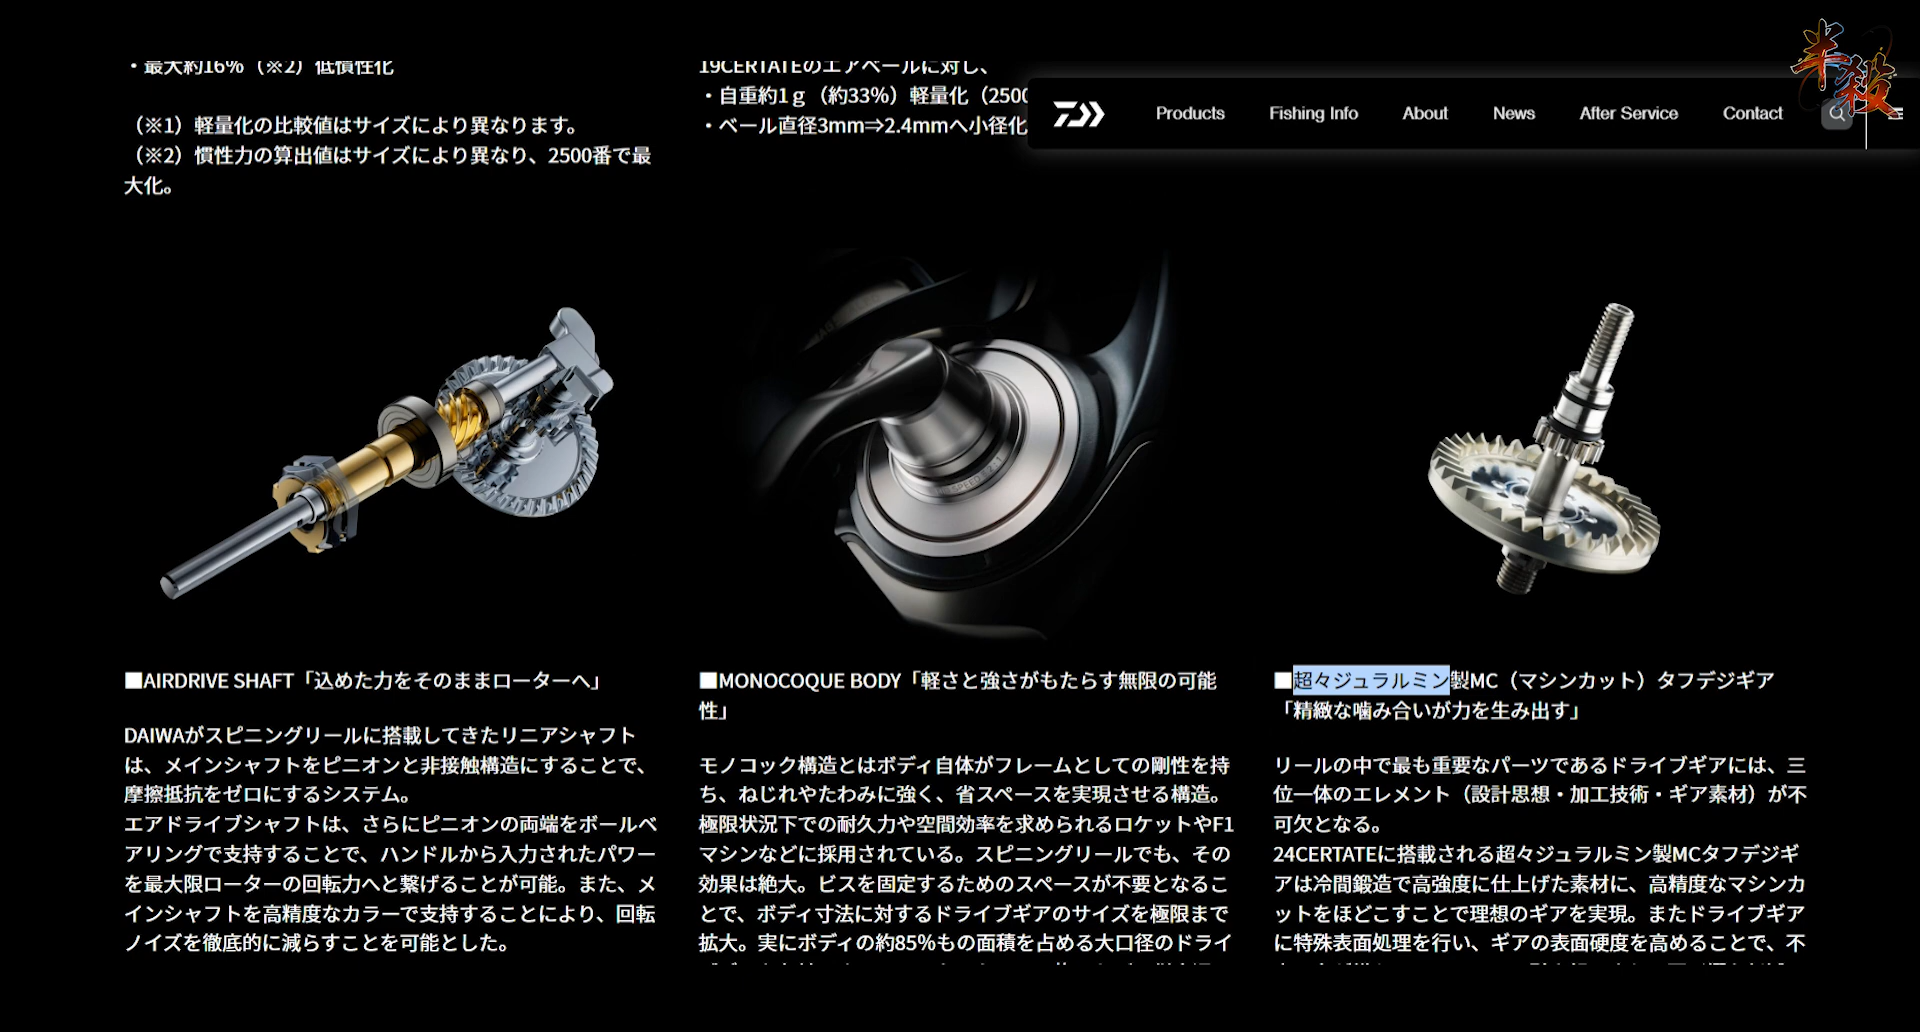 ・最大約16%（※2）低慣性化
（※1）軽量化の比較値はサイズにより異なります。
（※2）慣性力の算出値はサイズにより異なり、2500番で最
大化。
19CERTATEのエアベールに対し、
・自重約1ｇ（約33%）軽量化（2500
・ベール直径3mm⇒2.4mmへ小径化
Products
Fishing Info
About
News
After Service
Contact
半殺
■AIRDRIVE SHAFT「込めた力をそのままローターへ」
DAIWAがスピニングリールに搭載してきたリニアシャフト
は、メインシャフトをピニオンと非接触構造にすることで、
摩擦抵抗をゼロにするシステム。
エアドライブシャフトは、さらにピニオンの両端をボールベ
アリングで支持することで、ハンドルから入力されたパワー
を最大限ローターの回転力へと繋げることが可能。また、メ
インシャフトを高精度なカラーで支持することにより、回転
ノイズを徹底的に減らすことを可能とした。
■MONOCOQUE BODY「軽さと強さがもたらす無限の可能
性」
モノコック構造とはボディ自体がフレームとしての剛性を持
ち、ねじれやたわみに強く、省スペースを実現させる構造。
極限状況下での耐久力や空間効率を求められるロケットやF1
マシンなどに採用されている。スピニングリールでも、その
効果は絶大。ビスを固定するためのスペースが不要となるこ
とで、ボディ寸法に対するドライブギアのサイズを極限まで
拡大。実にボディの約85%もの面積を占める大口径のドライ
■超々ジュラルミン製MC（マシンカット）タフデジギア
「精緻な噛み合いが力を生み出す」
リールの中で最も重要なパーツであるドライブギアには、三
位一体のエレメント（設計思想・加工技術・ギア素材）が不
可欠となる。
24CERTATEに搭載される超々ジュラルミン製MCタフデジギ
アは冷間鍛造で高強度に仕上げた素材に、高精度なマシンカ
ットをほどこすことで理想のギアを実現。またドライブギア
に特殊表面処理を行い、ギアの表面硬度を高めることで、不